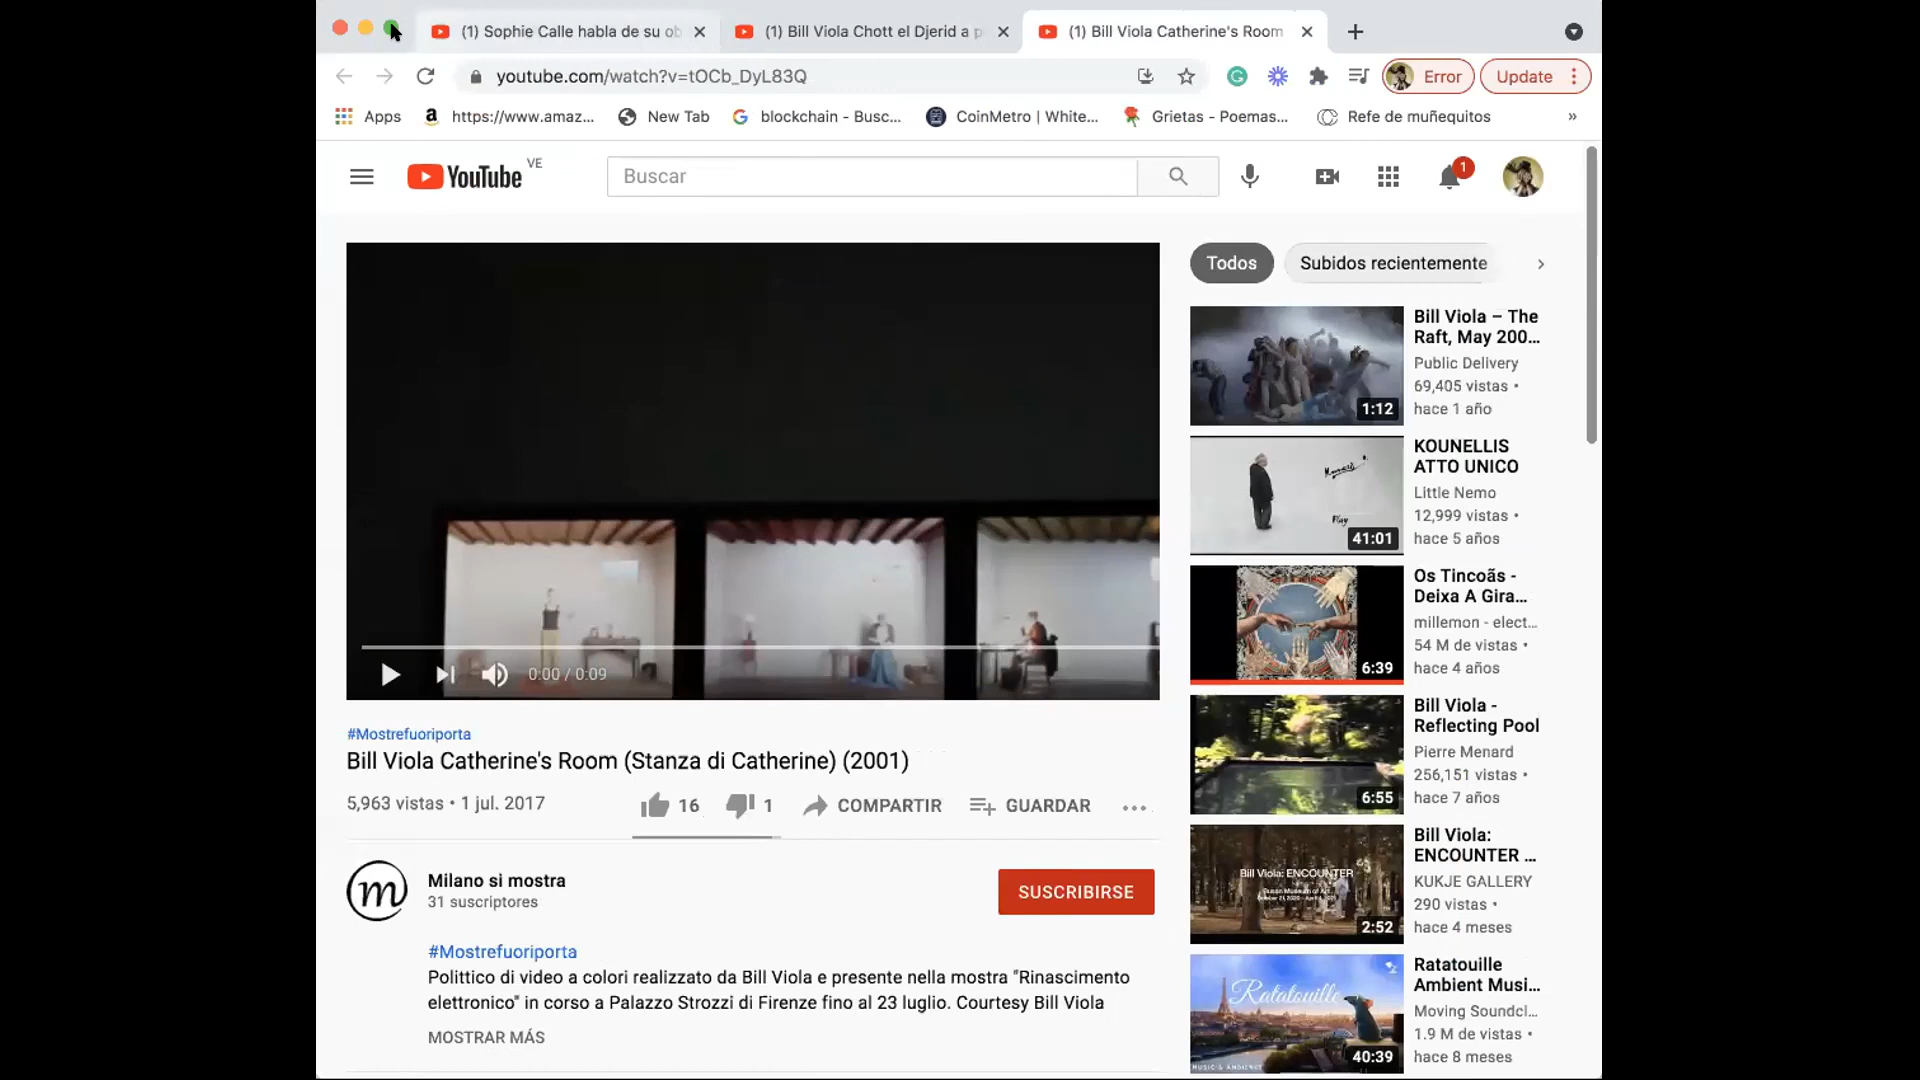 (1) Sophie Calle habla de su ob
(1) Bill Viola Chott el Djerid a p
(1) Bill Viola Catherine's Room
youtube.com/watch?v=tOCb_DyL83Q
Error
Update
Apps
https://www.amaz...
New Tab
blockchain - Busc...
CoinMetro | White...
Grietas - Poemas...
Refe de muñequitos
»
YouTube VE
Buscar
1
Todos
Subidos recientemente
0:00 / 0:09
#Mostrefuoriporta
Bill Viola Catherine's Room (Stanza di Catherine) (2001)
5,963 vistas • 1 jul. 2017
16
1
COMPARTIR
GUARDAR
m
Milano si mostra
31 suscriptores
SUSCRIBIRSE
#Mostrefuoriporta
Polittico di video a colori realizzato da Bill Viola e presente nella mostra "Rinascimento
elettronico" in corso a Palazzo Strozzi di Firenze fino al 23 luglio. Courtesy Bill Viola
MOSTRAR MÁS
1:12
Bill Viola – The
Raft, May 200...
Public Delivery
69,405 vistas •
hace 1 año
Play
41:01
KOUNELLIS
ATTO UNICO
Little Nemo
12,999 vistas •
hace 5 años
6:39
Os Tincoãs -
Deixa A Gira...
millemon - elect...
54 M de vistas •
hace 4 años
6:55
Bill Viola -
Reflecting Pool
Pierre Menard
256,151 vistas •
hace 7 años
Bill Viola: ENCOUNTER
2:52
Bill Viola:
ENCOUNTER ...
KUKJE GALLERY
290 vistas •
hace 4 meses
Ratatouille
MUSIC & AMBIENCE
40:39
Ratatouille
Ambient Musi...
Moving Soundcl...
1.9 M de vistas •
hace 8 meses